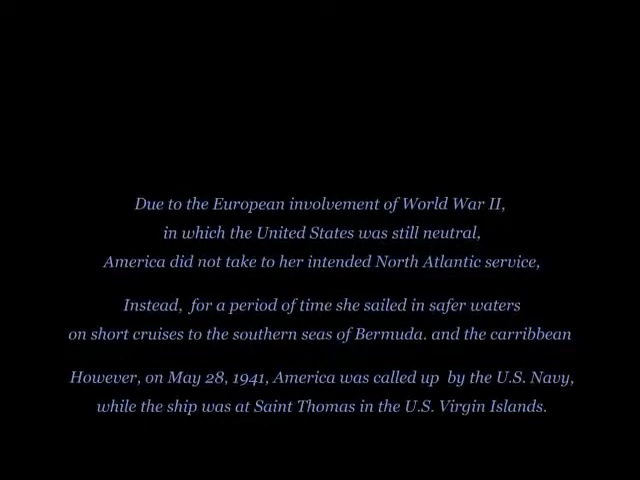 Due to the European involvement of World War II,
in which the United States was still neutral,
America did not take to her intended North Atlantic service,
Instead, for a period of time she sailed in safer waters
on short cruises to the southern seas of Bermuda. and the carribbean
However, on May 28, 1941, America was called up by the U.S. Navy,
while the ship was at Saint Thomas in the U.S. Virgin Islands.